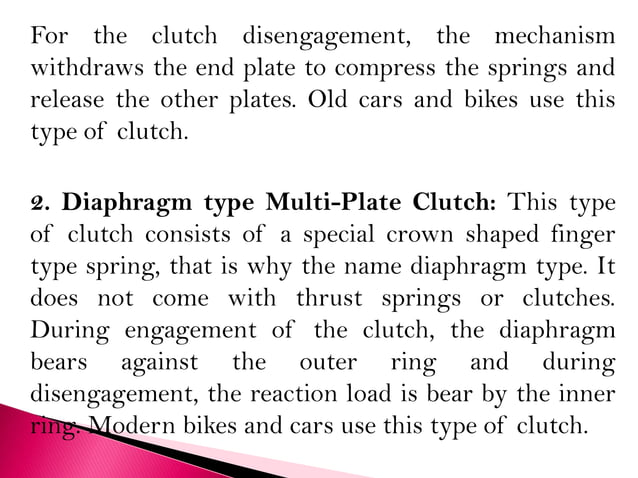 For the clutch disengagement, the mechanism
withdraws the end plate to compress the springs and
release the other plates. Old cars and bikes use this
type of clutch.
2. Diaphragm type Multi-Plate Clutch: This type
of clutch consists of a special crown shaped finger
type spring, that is why the name diaphragm type. It
does not come with thrust springs or clutches.
During engagement of the clutch, the diaphragm
bears against the outer ring and during
disengagement, the reaction load is bear by the inner
ring. Modern bikes and cars use this type of clutch.